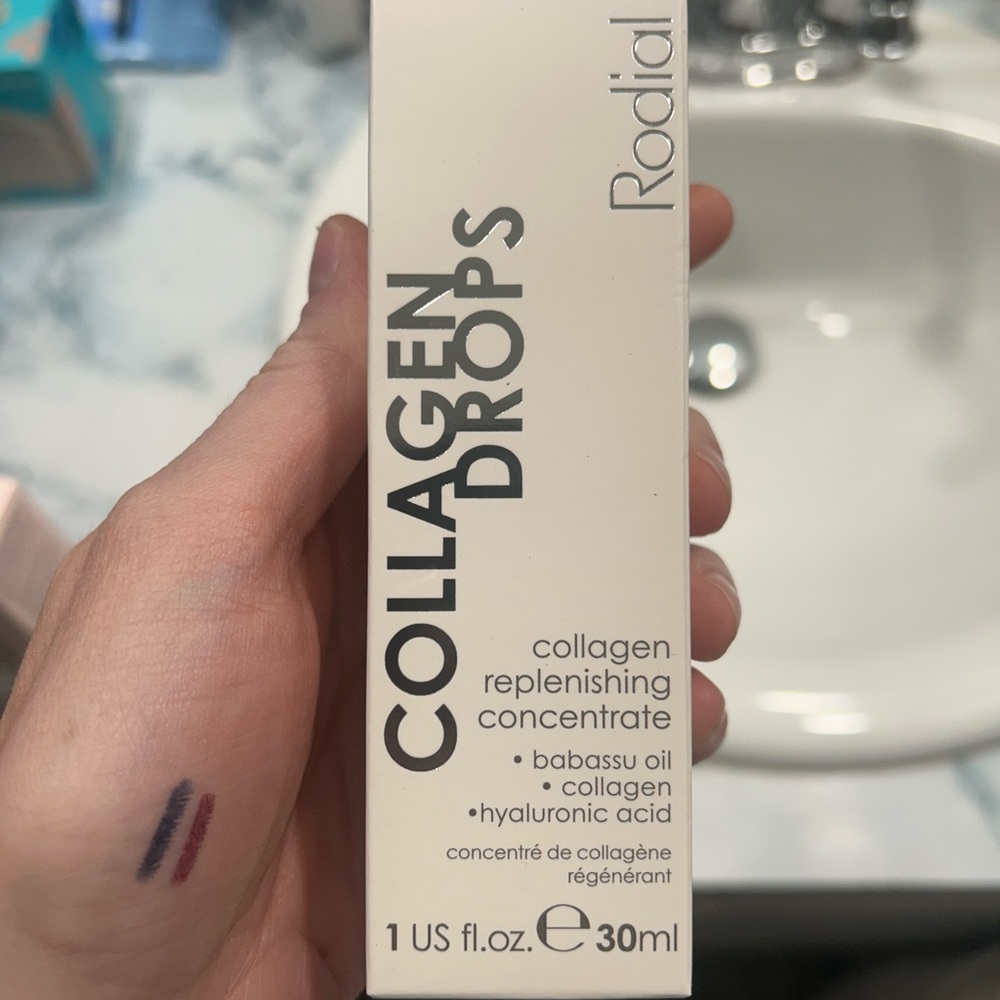 Rodial
COLLAGEN
DROPS
collagen
replenishing
concentrate
• babassu oil
• collagen
•hyaluronic acid
concentré de collagène
régénérant
1 US fl.oz. ℮ 30ml